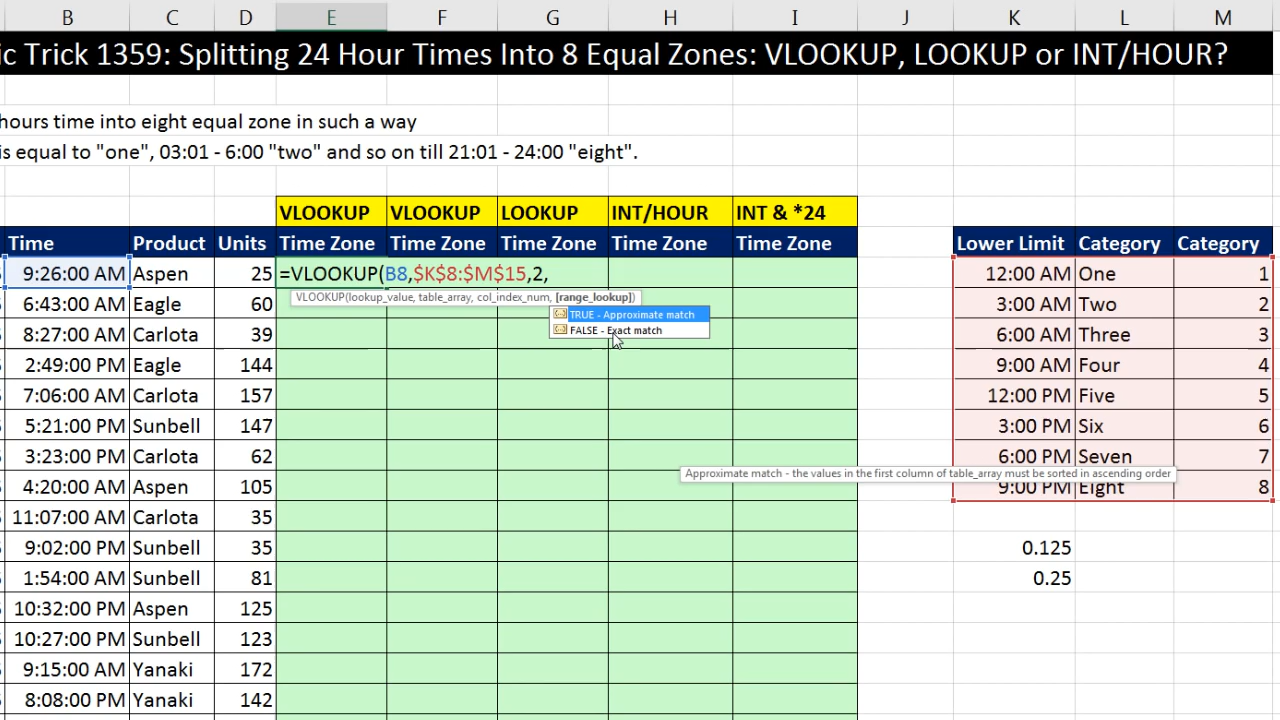 B C D E F G H I J K L M
ic Trick 1359: Splitting 24 Hour Times Into 8 Equal Zones: VLOOKUP, LOOKUP or INT/HOUR?
hours time into eight equal zone in such a way
is equal to "one", 03:01 - 6:00 "two" and so on till 21:01 - 24:00 "eight".
VLOOKUP VLOOKUP LOOKUP INT/HOUR INT & *24
Time Product Units Time Zone Time Zone Time Zone Time Zone Time Zone Lower Limit Category Category
9:26:00 AM Aspen 25 =VLOOKUP(B8,$K$8:$M$15,2, 12:00 AM One 1
VLOOKUP(lookup_value, table_array, col_index_num, [range_lookup])
6:43:00 AM Eagle 60 3:00 AM Two 2
TRUE - Approximate match
FALSE - Exact match
8:27:00 AM Carlota 39 6:00 AM Three 3
2:49:00 PM Eagle 144 9:00 AM Four 4
7:06:00 AM Carlota 157 12:00 PM Five 5
5:21:00 PM Sunbell 147 3:00 PM Six 6
3:23:00 PM Carlota 62 6:00 PM Seven 7
Approximate match - the values in the first column of table_array must be sorted in ascending order
4:20:00 AM Aspen 105 9:00 PM Eight 8
11:07:00 AM Carlota 35
9:02:00 PM Sunbell 35 0.125
1:54:00 AM Sunbell 81 0.25
10:32:00 PM Aspen 125
10:27:00 PM Sunbell 123
9:15:00 AM Yanaki 172
8:08:00 PM Yanaki 142